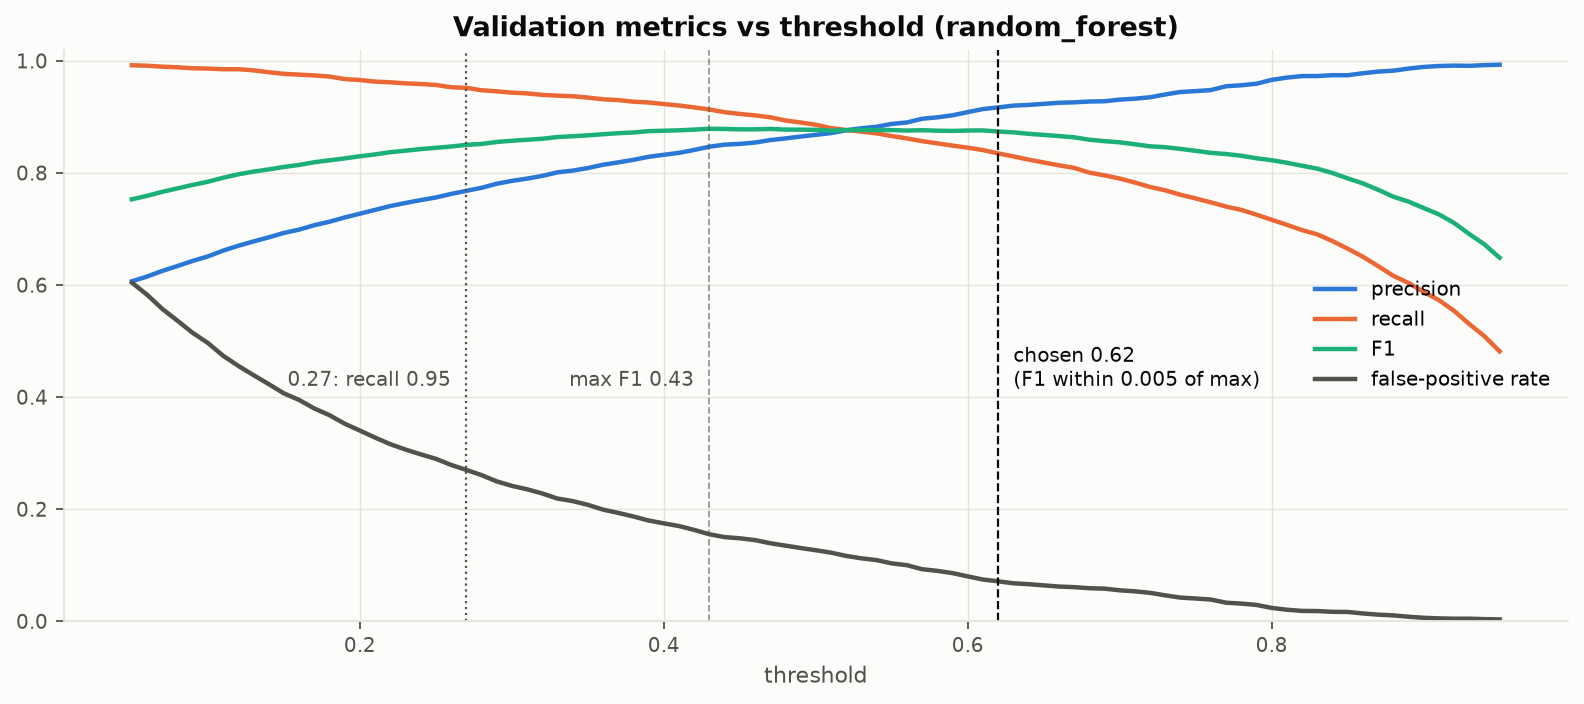 Validation metrics vs threshold (random_forest)
1.0
0.8
0.6
0.4
0.2
0.0
0.27: recall 0.95
max F1 0.43
chosen 0.62
(F1 within 0.005 of max)
precision
recall
F1
false-positive rate
0.2
0.4
0.6
0.8
threshold